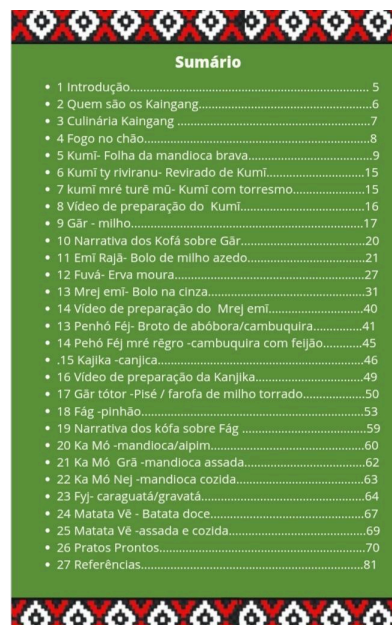 Sumário
• 1 Introdução.......................................................... 5
• 2 Quem são os Kaingang..........................................6
• 3 Culinária Kaingang ..............................................7
• 4 Fogo no chão.......................................................8
• 5 Kumĩ- Folha da mandioca brava............................9
• 6 Kumĩ ty riviranu- Revirado de Kumĩ.....................15
• 7 kumĩ mré turẽ mũ- Kumĩ com torresmo...............15
• 8 Vídeo de preparação do  Kumĩ............................16
• 9 Gãr - milho........................................................17
• 10 Narrativa dos Kofá sobre Gãr............................20
• 11 Emĩ Rajã- Bolo de milho azedo.........................21
• 12 Fuvá- Erva moura.............................................27
• 13 Mrej emĩ- Bolo na cinza....................................31
• 14 Vídeo de preparação do  Mrej emĩ.....................40
• 13 Penhó Féj- Broto de abóbora/cambuquira............41
• 14 Pehó Féj mré rẽgro -cambuquira com feijão.........45
• .15 Kajika -canjica................................................46
• 16 Vídeo de preparação da Kanjika........................49
• 17 Gãr tótor -Pisé / farofa de milho torrado.............50
• 18 Fág -pinhão......................................................53
• 19 Narrativa dos kófa sobre Fág ............................59
• 20 Ka Mó -mandioca/aipim....................................60
• 21 Ka Mó  Grã -mandioca assada...........................62
• 22 Ka Mó Nej -mandioca cozida.............................63
• 23 Fyj- caraguatá/gravatá......................................64
• 24 Matata Vẽ - Batata doce....................................67
• 25 Matata Vẽ -assada e cozida...............................69
• 26 Pratos Prontos..................................................70
• 27 Referências......................................................81